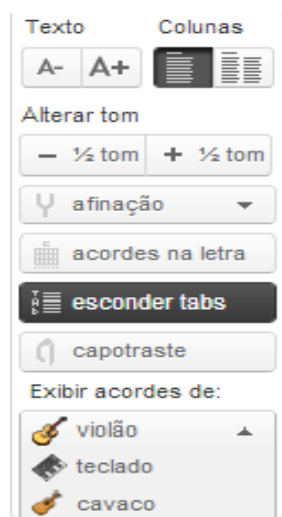 Texto Colunas
A- A+
Alterar tom
− ½ tom + ½ tom
afinação
acordes na letra
TAB esconder tabs
capotraste
Exibir acordes de:
violão
teclado
cavaco